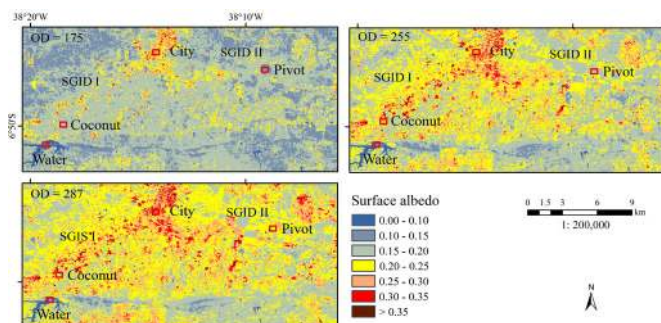 38°20'W
38°10'W
OD = 175
City
SGID II
Pivot
SGID I
Coconut
Water
6°50'S
OD = 255
City
SGID II
Pivot
SGID I
Coconut
Water
OD = 287
City
SGID II
Pivot
SGIS I
Coconut
Water
Surface albedo
0.00 - 0.10
0.10 - 0.15
0.15 - 0.20
0.20 - 0.25
0.25 - 0.30
0.30 - 0.35
> 0.35
0 1.5 3 6 9
km
1: 200,000
N